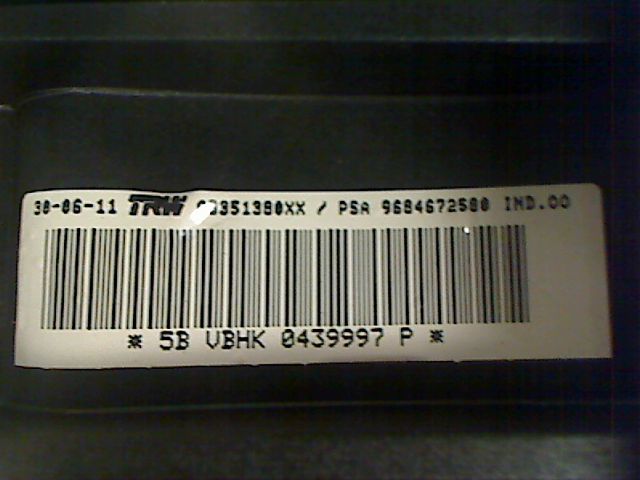 30-06-11 TRW / PSA 9684672580 IND.00
* 5B VBHK 0439997 P *